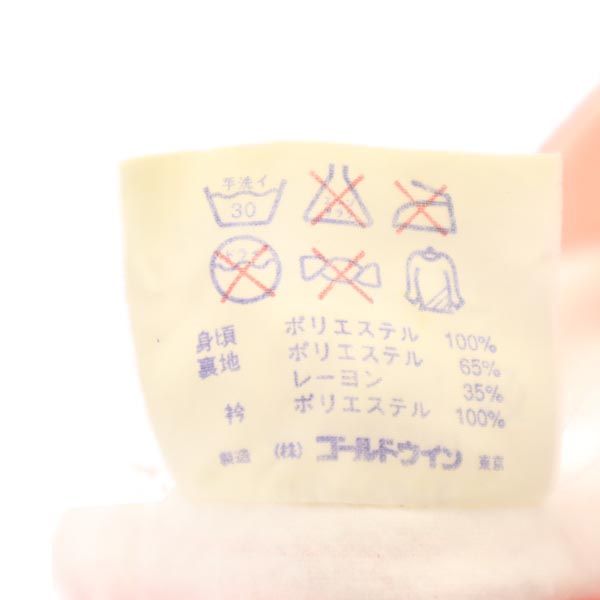 手洗イ
30
身頃 ポリエステル 100%
裏地 ポリエステル 65%
レーヨン 35%
衿 ポリエステル 100%
製造 (株) ゴールドウイン 東京